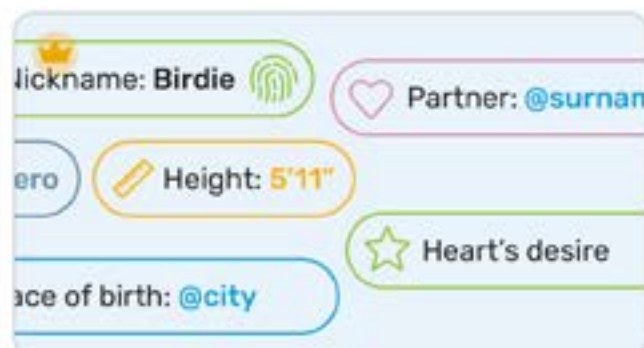 Nickname: Birdie
Partner: @surnam
ero
Height: 5'11"
Heart's desire
ace of birth: @city